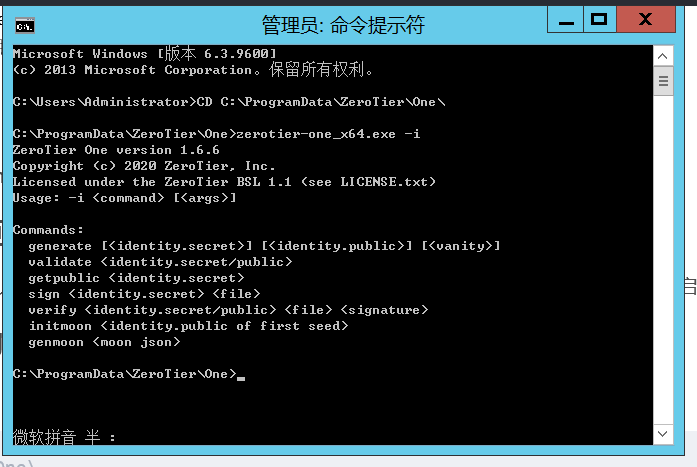 管理员: 命令提示符
Microsoft Windows [版本 6.3.9600]
(c) 2013 Microsoft Corporation。保留所有权利。
C:\Users\Administrator>CD C:\ProgramData\ZeroTier\One\
C:\ProgramData\ZeroTier\One>zerotier-one_x64.exe -i
ZeroTier One version 1.6.6
Copyright (c) 2020 ZeroTier, Inc.
Licensed under the ZeroTier BSL 1.1 (see LICENSE.txt)
Usage: -i <command> [<args>]
Commands:
generate [<identity.secret>] [<identity.public>] [<vanity>]
validate <identity.secret/public>
getpublic <identity.secret>
sign <identity.secret> <file>
verify <identity.secret/public> <file> <signature>
initmoon <identity.public of first seed>
genmoon <moon json>
C:\ProgramData\ZeroTier\One>
微软拼音 半 :